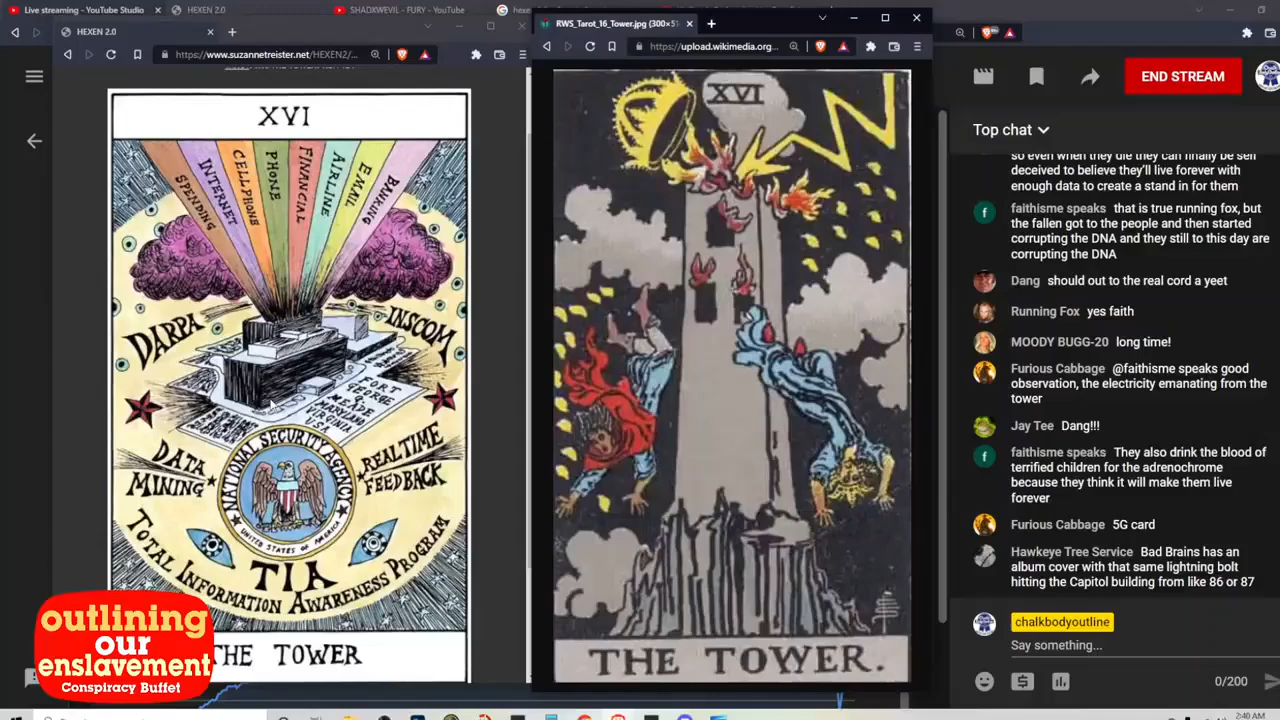 Live streaming - YouTube Studio
HEXEN 2.0
SHADXWEVIL - FURY - YouTube
HEXEN 2.0
RWS_Tarot_16_Tower.jpg (300×51
https://www.suzannetreister.net/HEXEN2/...
https://upload.wikimedia.org...
END STREAM
XVI
SPENDING
INTERNET
CELLPHONE
PHONE
FINANCIAL
AIRLINE
E.MAIL
BANKING
DARPA
INSCOM
FORT
GEORGE
MEADE
MARYLAND
USA
DATA
MINING
REALTIME
FEEDBACK
NATIONAL SECURITY AGENCY
UNITED STATES OF AMERICA
TIA
TOTAL INFORMATION AWARENESS PROGRAM
THE TOWER
XVI
THE TOWER.
Top chat
so even when they die they can finally be self
deceived to believe they'll live forever with
enough data to create a stand in for them
f
faithisme speaks that is true running fox, but
the fallen got to the people and then started
corrupting the DNA and they still to this day are
corrupting the DNA
Dang should out to the real cord a yeet
Running Fox yes faith
MOODY BUGG-20 long time!
Furious Cabbage @faithisme speaks good
observation, the electricity emanating from the
tower
Jay Tee Dang!!!
f
faithisme speaks They also drink the blood of
terrified children for the adrenochrome
because they think it will make them live
forever
Furious Cabbage 5G card
Hawkeye Tree Service Bad Brains has an
album cover with that same lightning bolt
hitting the Capitol building from like 86 or 87
chalkbodyoutline
Say something...
0/200
outlining
our
enslavement
Conspiracy Buffet
2:40 AM